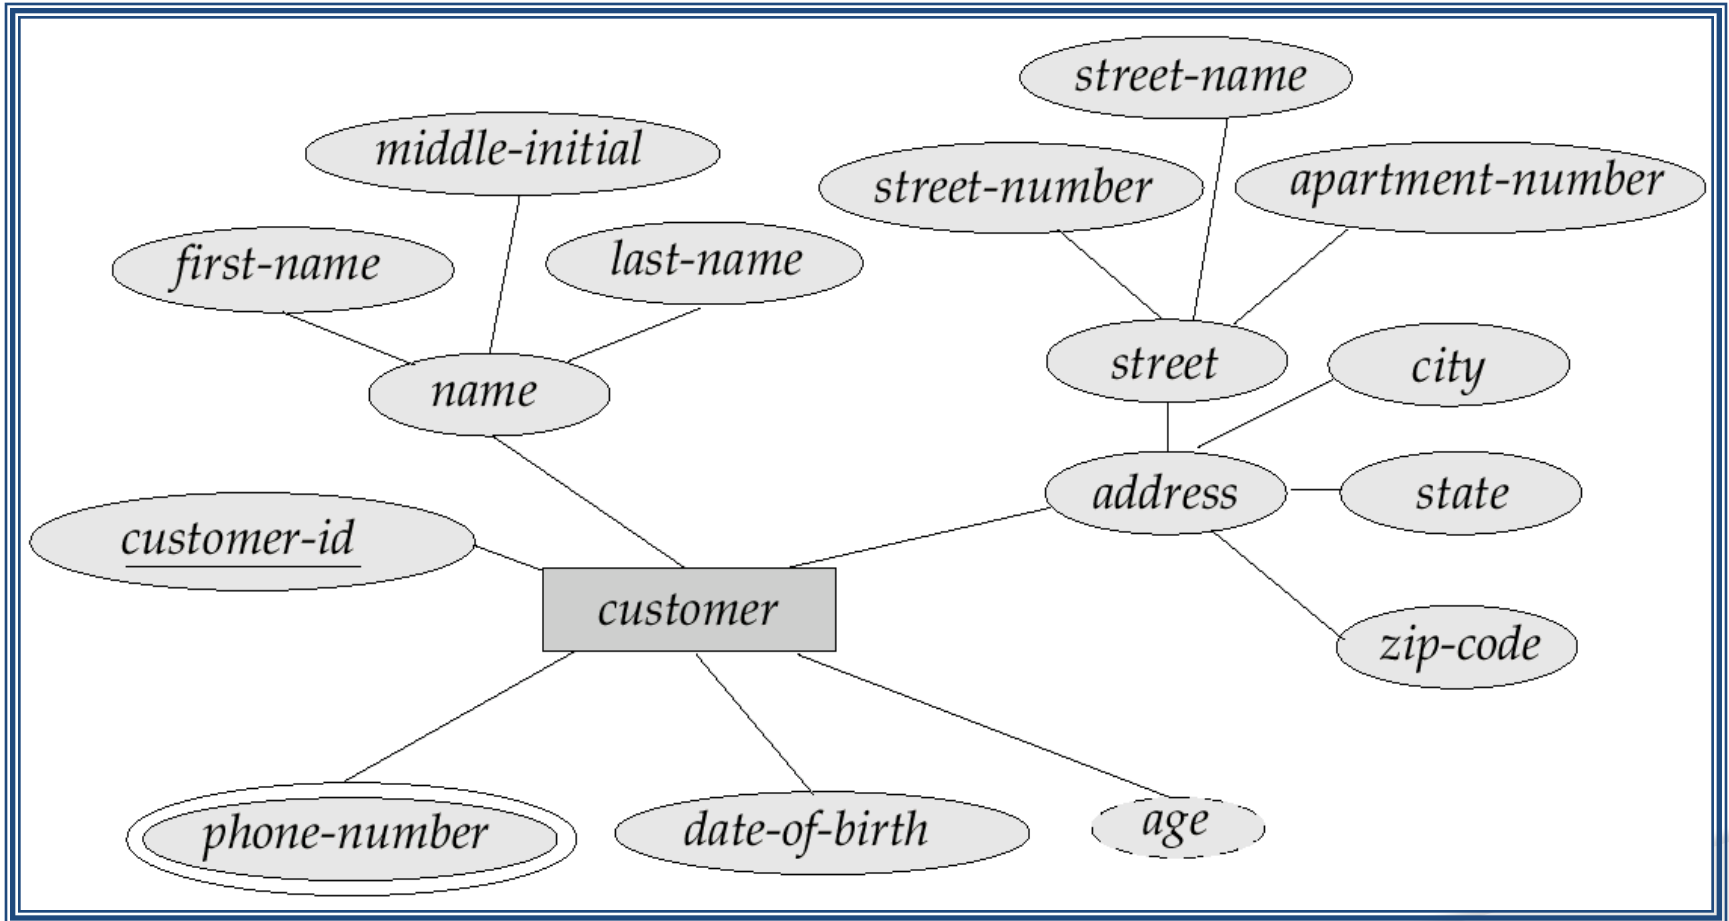 street-name
middle-initial
street-number
apartment-number
first-name
last-name
street
city
name
address
state
customer-id
customer
zip-code
phone-number
date-of-birth
age